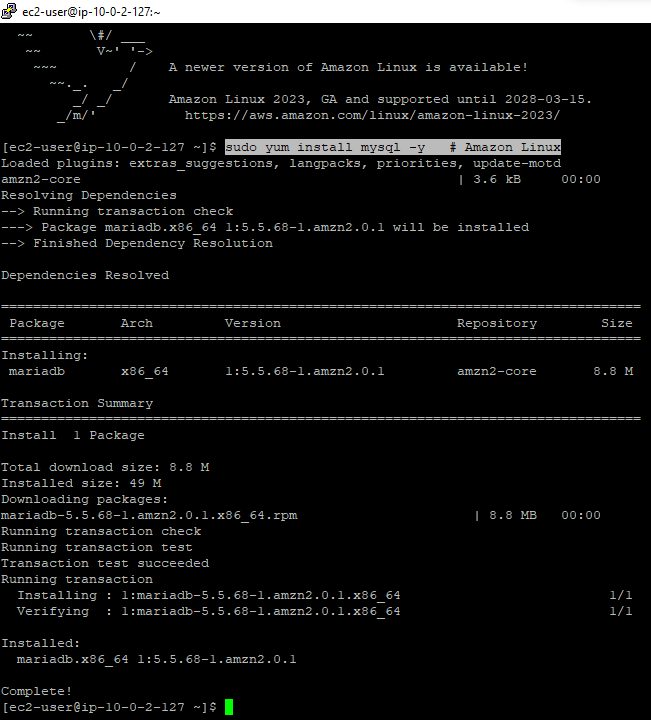 ec2-user@ip-10-0-2-127:~
~~ \#/ ___
~~ V~' '->
~~~ / A newer version of Amazon Linux is available!
~~._. _/
_/ _/ Amazon Linux 2023, GA and supported until 2028-03-15.
_/m/' https://aws.amazon.com/linux/amazon-linux-2023/
[ec2-user@ip-10-0-2-127 ~]$ sudo yum install mysql -y # Amazon Linux
Loaded plugins: extras_suggestions, langpacks, priorities, update-motd
amzn2-core | 3.6 kB 00:00
Resolving Dependencies
--> Running transaction check
---> Package mariadb.x86_64 1:5.5.68-1.amzn2.0.1 will be installed
--> Finished Dependency Resolution
Dependencies Resolved
================================================================================
Package Arch Version Repository Size
================================================================================
Installing:
mariadb x86_64 1:5.5.68-1.amzn2.0.1 amzn2-core 8.8 M
Transaction Summary
================================================================================
Install 1 Package
Total download size: 8.8 M
Installed size: 49 M
Downloading packages:
mariadb-5.5.68-1.amzn2.0.1.x86_64.rpm | 8.8 MB 00:00
Running transaction check
Running transaction test
Transaction test succeeded
Running transaction
Installing : 1:mariadb-5.5.68-1.amzn2.0.1.x86_64 1/1
Verifying : 1:mariadb-5.5.68-1.amzn2.0.1.x86_64 1/1
Installed:
mariadb.x86_64 1:5.5.68-1.amzn2.0.1
Complete!
[ec2-user@ip-10-0-2-127 ~]$